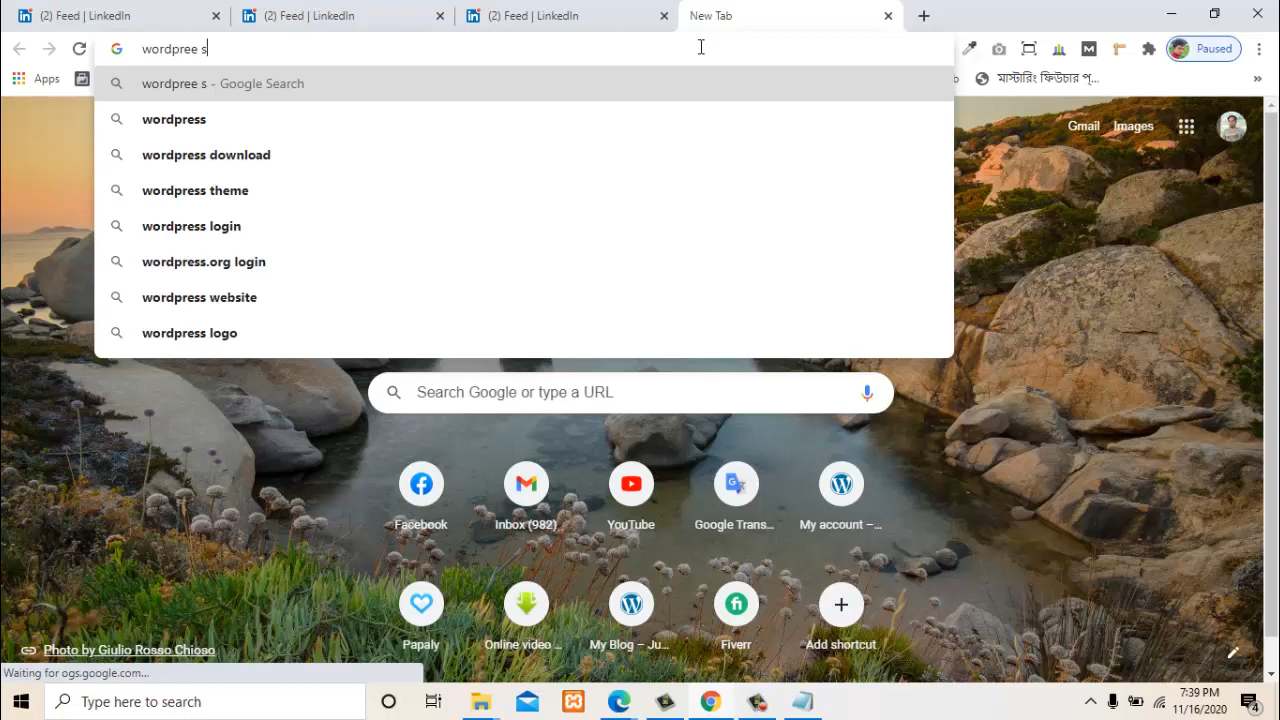 (2) Feed | LinkedIn
(2) Feed | LinkedIn
(2) Feed | LinkedIn
New Tab
wordpree s
Paused
wordpree s - Google Search
Apps
মাস্টারিং ফিউচার প্...
»
wordpress
wordpress download
wordpress theme
wordpress login
wordpress.org login
wordpress website
wordpress logo
Gmail
Images
Search Google or type a URL
Facebook
Inbox (982)
YouTube
Google Trans...
My account –...
Papaly
Online video ...
My Blog – Ju...
Fiverr
Add shortcut
Photo by Giulio Rosso Chioso
Waiting for ogs.google.com...
Type here to search
7:39 PM
11/16/2020
4